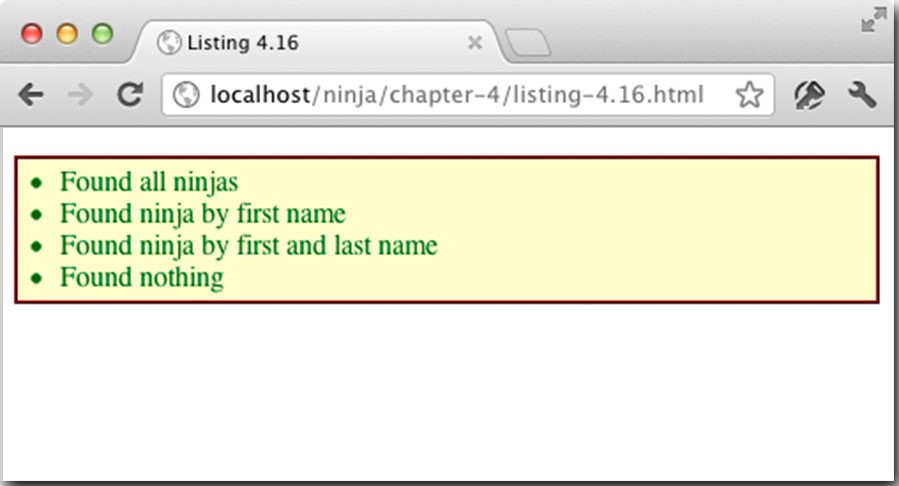 Listing 4.16
localhost/ninja/chapter-4/listing-4.16.html
Found all ninjas
Found ninja by first name
Found ninja by first and last name
Found nothing